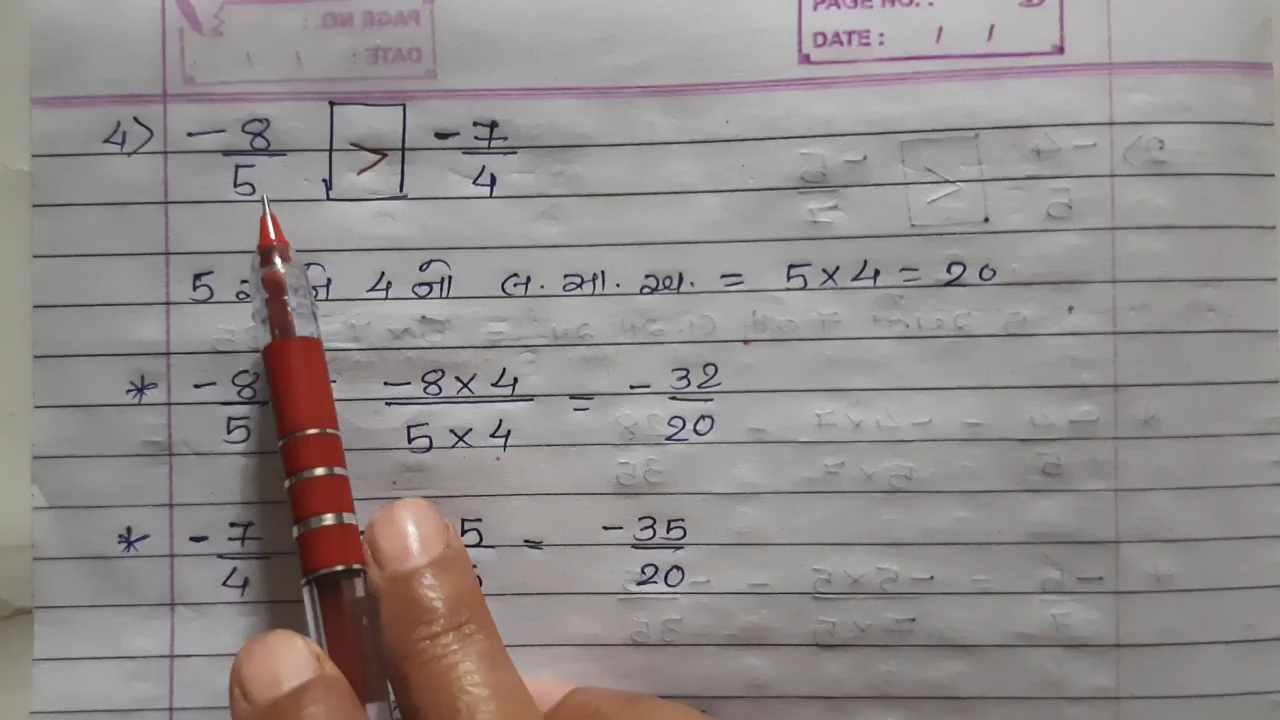 PAGE NO. :
DATE : / /
4) -8/5 > -7/4
5 4 નો લ. સા. અ. = 5 × 4 = 20
* -8/5 -8 × 4 / 5 × 4 = -32/20
* -7/4 5 = -35/20